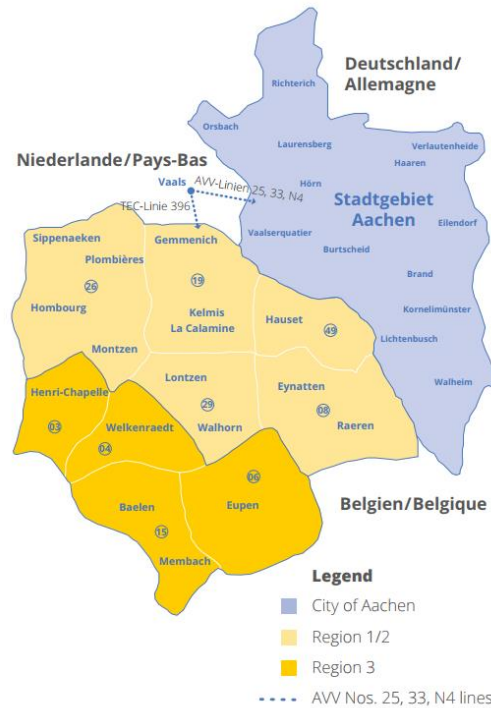 Deutschland/
Allemagne
Richterich
Orsbach
Laurensberg
Verlautenheide
Haaren
Niederlande/Pays-Bas
Vaals
AVV-Linien 25, 33, N4
Hörn
Stadtgebiet
Aachen
TEC-Linie 396
Eilendorf
Sippenaeken
Gemmenich
Vaalserquatier
Burtscheid
Plombières
Brand
26
19
Hombourg
Kelmis
La Calamine
Hauset
49
Kornelimünster
Lichtenbusch
Montzen
Walheim
Henri-Chapelle
Lontzen
Eynatten
29
08
03
Welkenraedt
Walhorn
Raeren
04
06
Baelen
Eupen
Belgien/Belgique
15
Membach
Legend
City of Aachen
Region 1/2
Region 3
AVV Nos. 25, 33, N4 lines